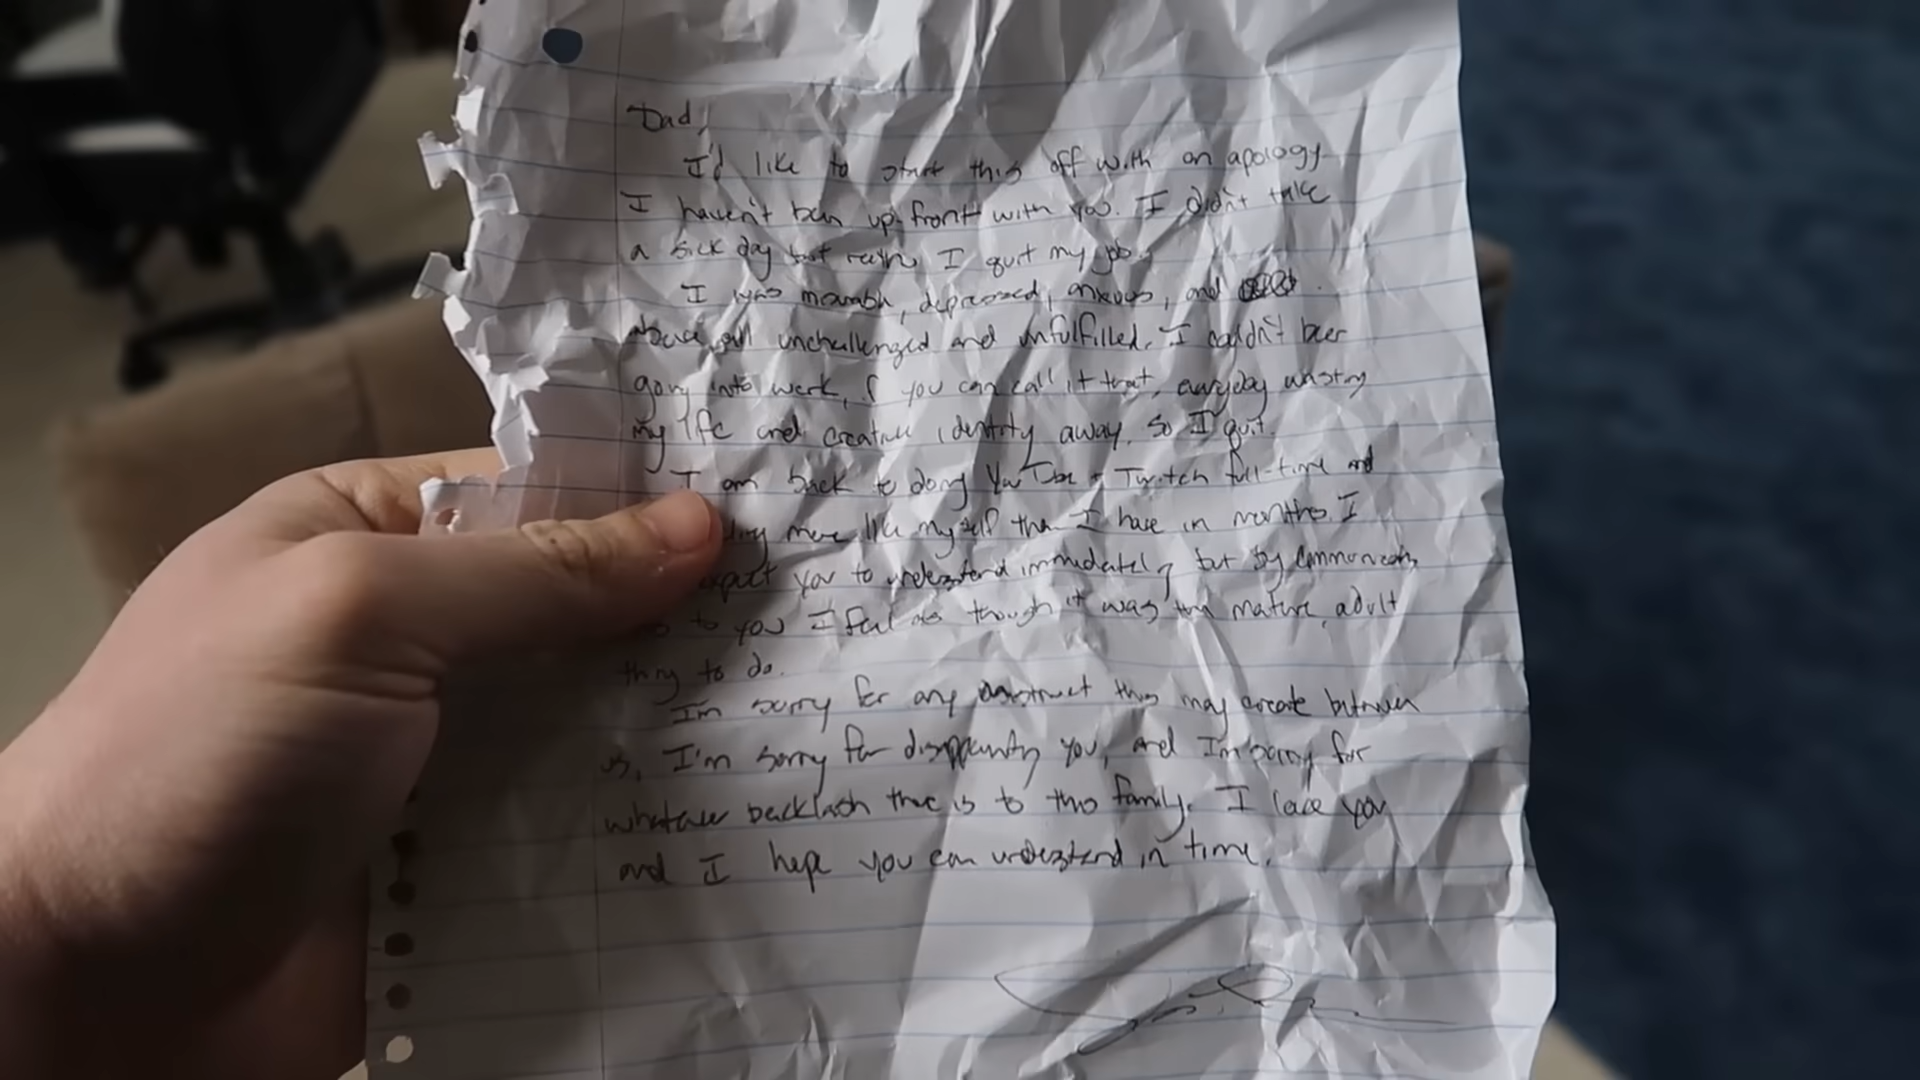 Dad,
I'd like to start this off with an apology
I haven't been up-front with you. I didn't take
a sick day but rather I quit my job.
I was miserable, depressed, anxious, and
above all unchallenged and unfulfilled. I couldn't bear
going into work, if you can call it that, everyday wasting
my life and creative identity away. So I quit.
I am back to doing YouTube + Twitch full-time and
more like myself than I have in months. I
you to understand immediately but by communicating
to you I feel as though it was the mature, adult
thing to do.
I'm sorry for any this may create between
us, I'm sorry for disappointing you, and I'm sorry for
whatever backlash there is to this family. I love you
and I hope you can understand in time.